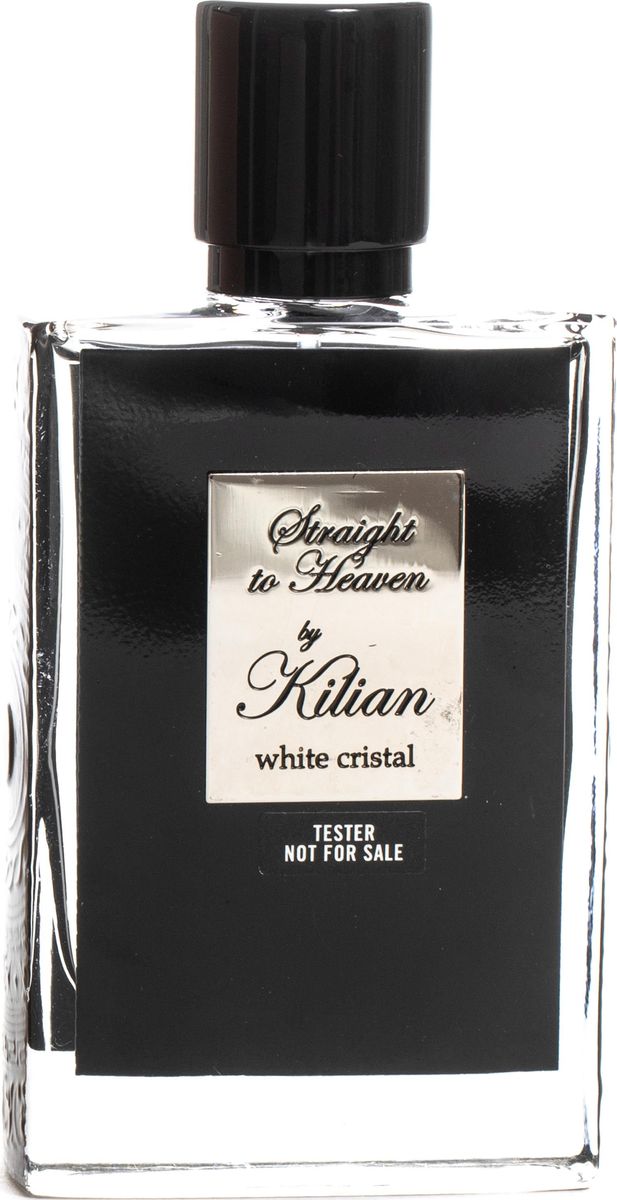 Straight
to Heaven
by
Kilian
white cristal
TESTER
NOT FOR SALE